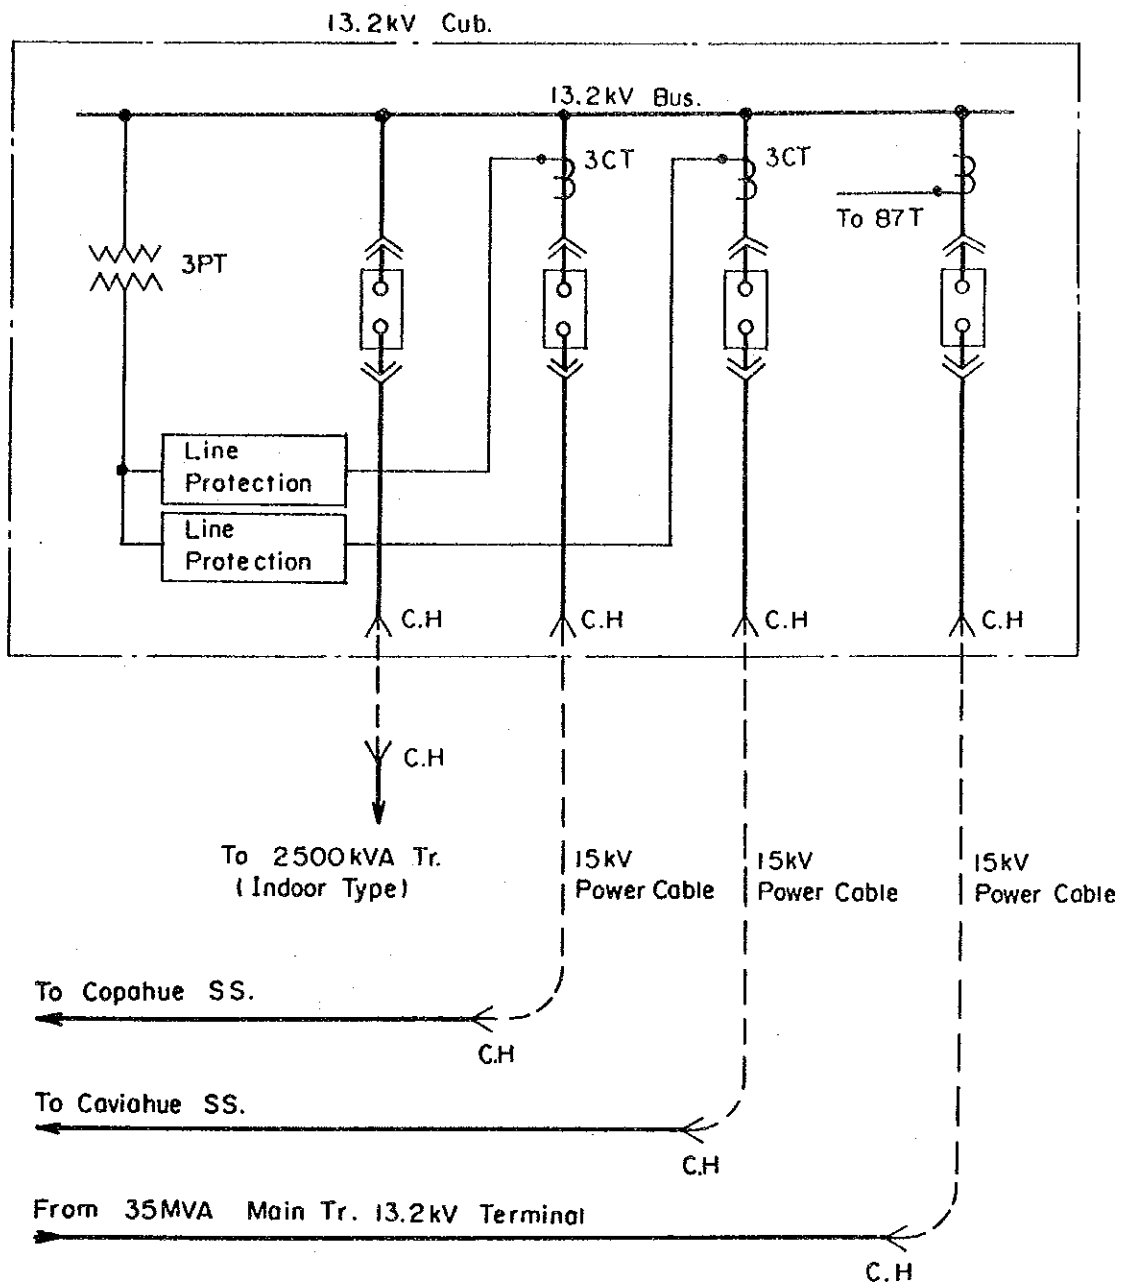 13.2kV Cub.
13.2kV Bus.
3CT
3CT
To 87T
3PT
Line
Protection
Line
Protection
C.H
C.H
C.H
C.H
C.H
To 2500kVA Tr.
(Indoor Type)
15kV
Power Cable
15kV
Power Cable
15kV
Power Cable
To Copahue SS.
C.H
To Caviahue SS.
C.H
From 35MVA Main Tr. 13.2kV Terminal
C.H